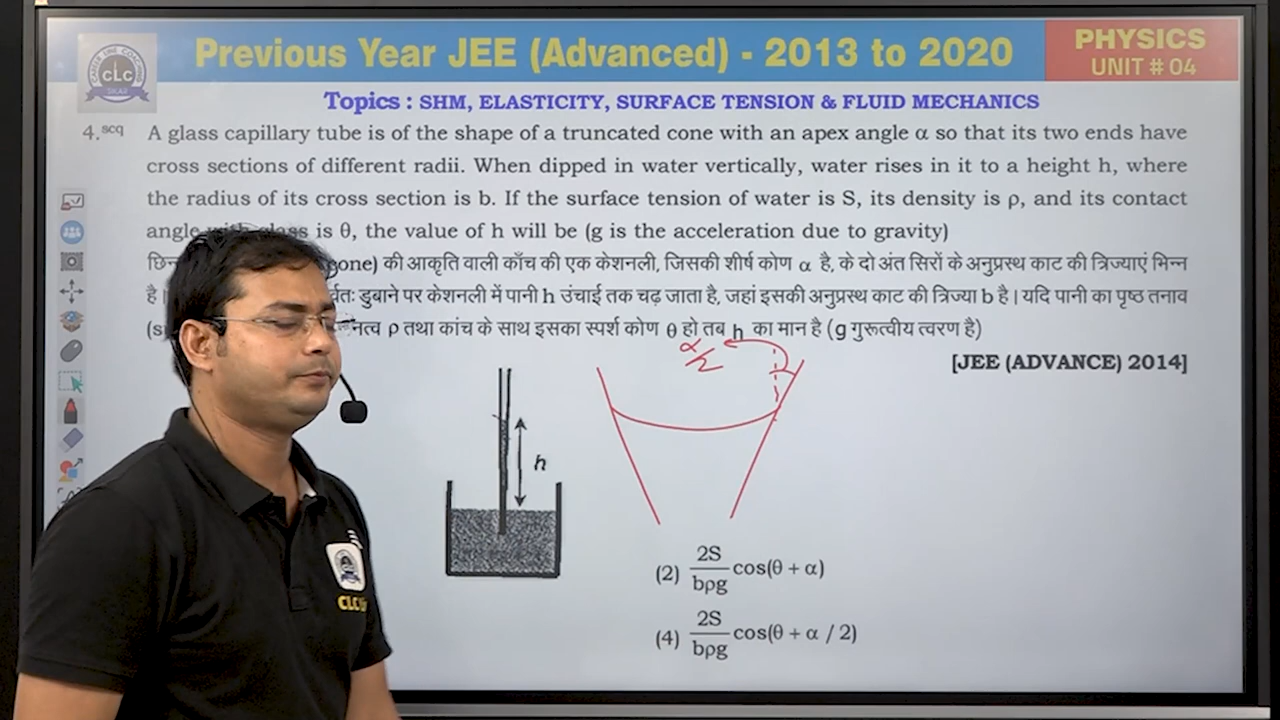 Previous Year JEE (Advanced) - 2013 to 2020
PHYSICS
UNIT # 04
CLC
SIKAR
Topics : SHM, ELASTICITY, SURFACE TENSION & FLUID MECHANICS
4.scq A glass capillary tube is of the shape of a truncated cone with an apex angle α so that its two ends have
cross sections of different radii. When dipped in water vertically, water rises in it to a height h, where
the radius of its cross section is b. If the surface tension of water is S, its density is ρ, and its contact
angle with glass is θ, the value of h will be (g is the acceleration due to gravity)
cone) की आकृति वाली काँच की एक केशनली, जिसकी शीर्ष कोण α है, के दो अंत सिरों के अनुप्रस्थ काट की त्रिज्याएं भिन्न
है। डुबाने पर केशनली में पानी h उंचाई तक चढ़ जाता है, जहां इसकी अनुप्रस्थ काट की त्रिज्या b है। यदि पानी का पृष्ठ तनाव
ρ तथा कांच के साथ इसका स्पर्श कोण θ हो तब h का मान है (g गुरूत्वीय त्वरण है)
[JEE (ADVANCE) 2014]
α/2
h
(2) 2S/bρg cos(θ + α)
(4) 2S/bρg cos(θ + α / 2)